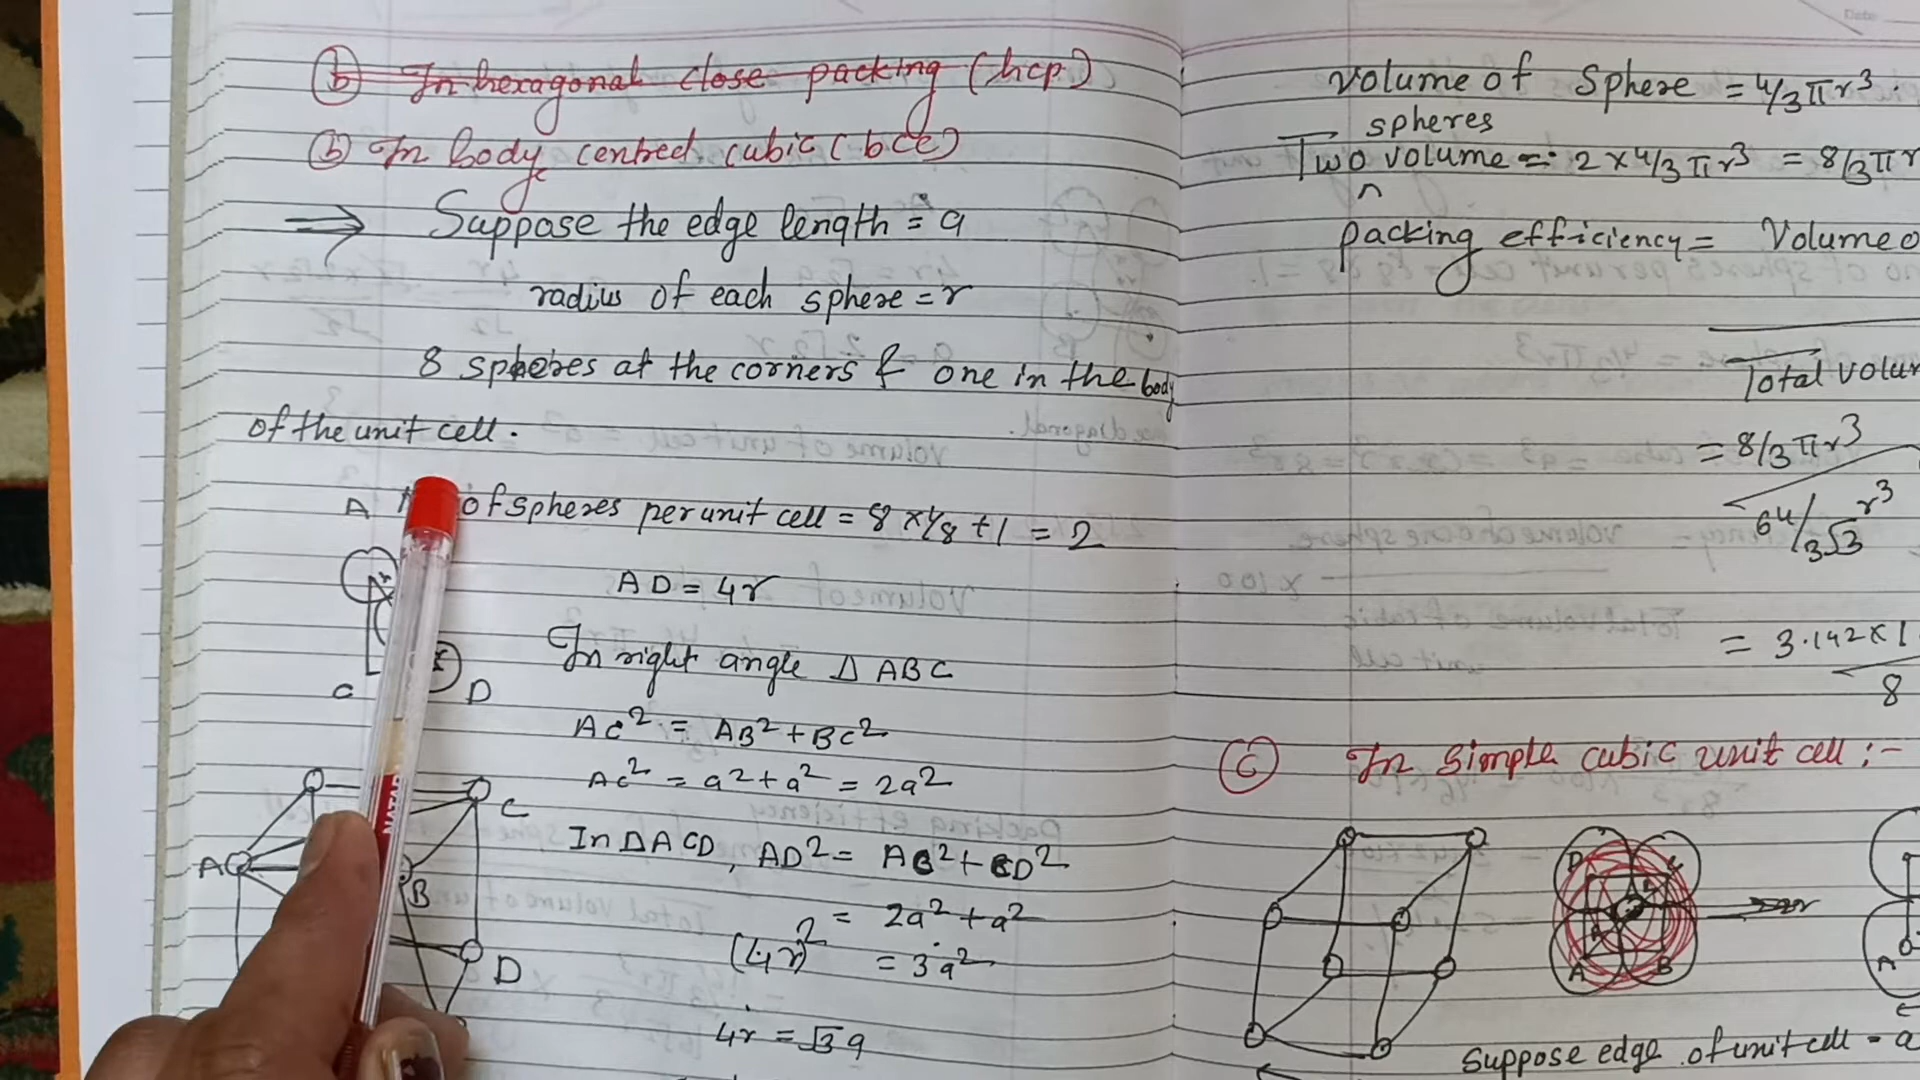 (b) In hexagonal close packing (hcp)
(b) In body centred cubic (bcc)
⇒ Suppose the edge length = a
radius of each sphere = r
8 spheres at the corners & one in the body
of the unit cell.
of spheres per unit cell = 8 × 1/8 + 1 = 2
A
AD = 4r
In right angle Δ ABC
C D
AC² = AB² + BC²
AC² = a² + a² = 2a²
C
In Δ ACD, AD² = AC² + CD²
A
B
= 2a² + a²
(4r)² = 3a²
D
4r = √3 a
Date
Volume of Sphere = 4/3 πr³.
spheres
Two volume = 2 × 4/3 πr³ = 8/3 π
packing efficiency = Volume
Total
= 8/3 πr³
64/3√3 r³
= 3.142 ×
8
(C) In Simple cubic unit cell :-
D
A B
A
Suppose edge of unit cell = a